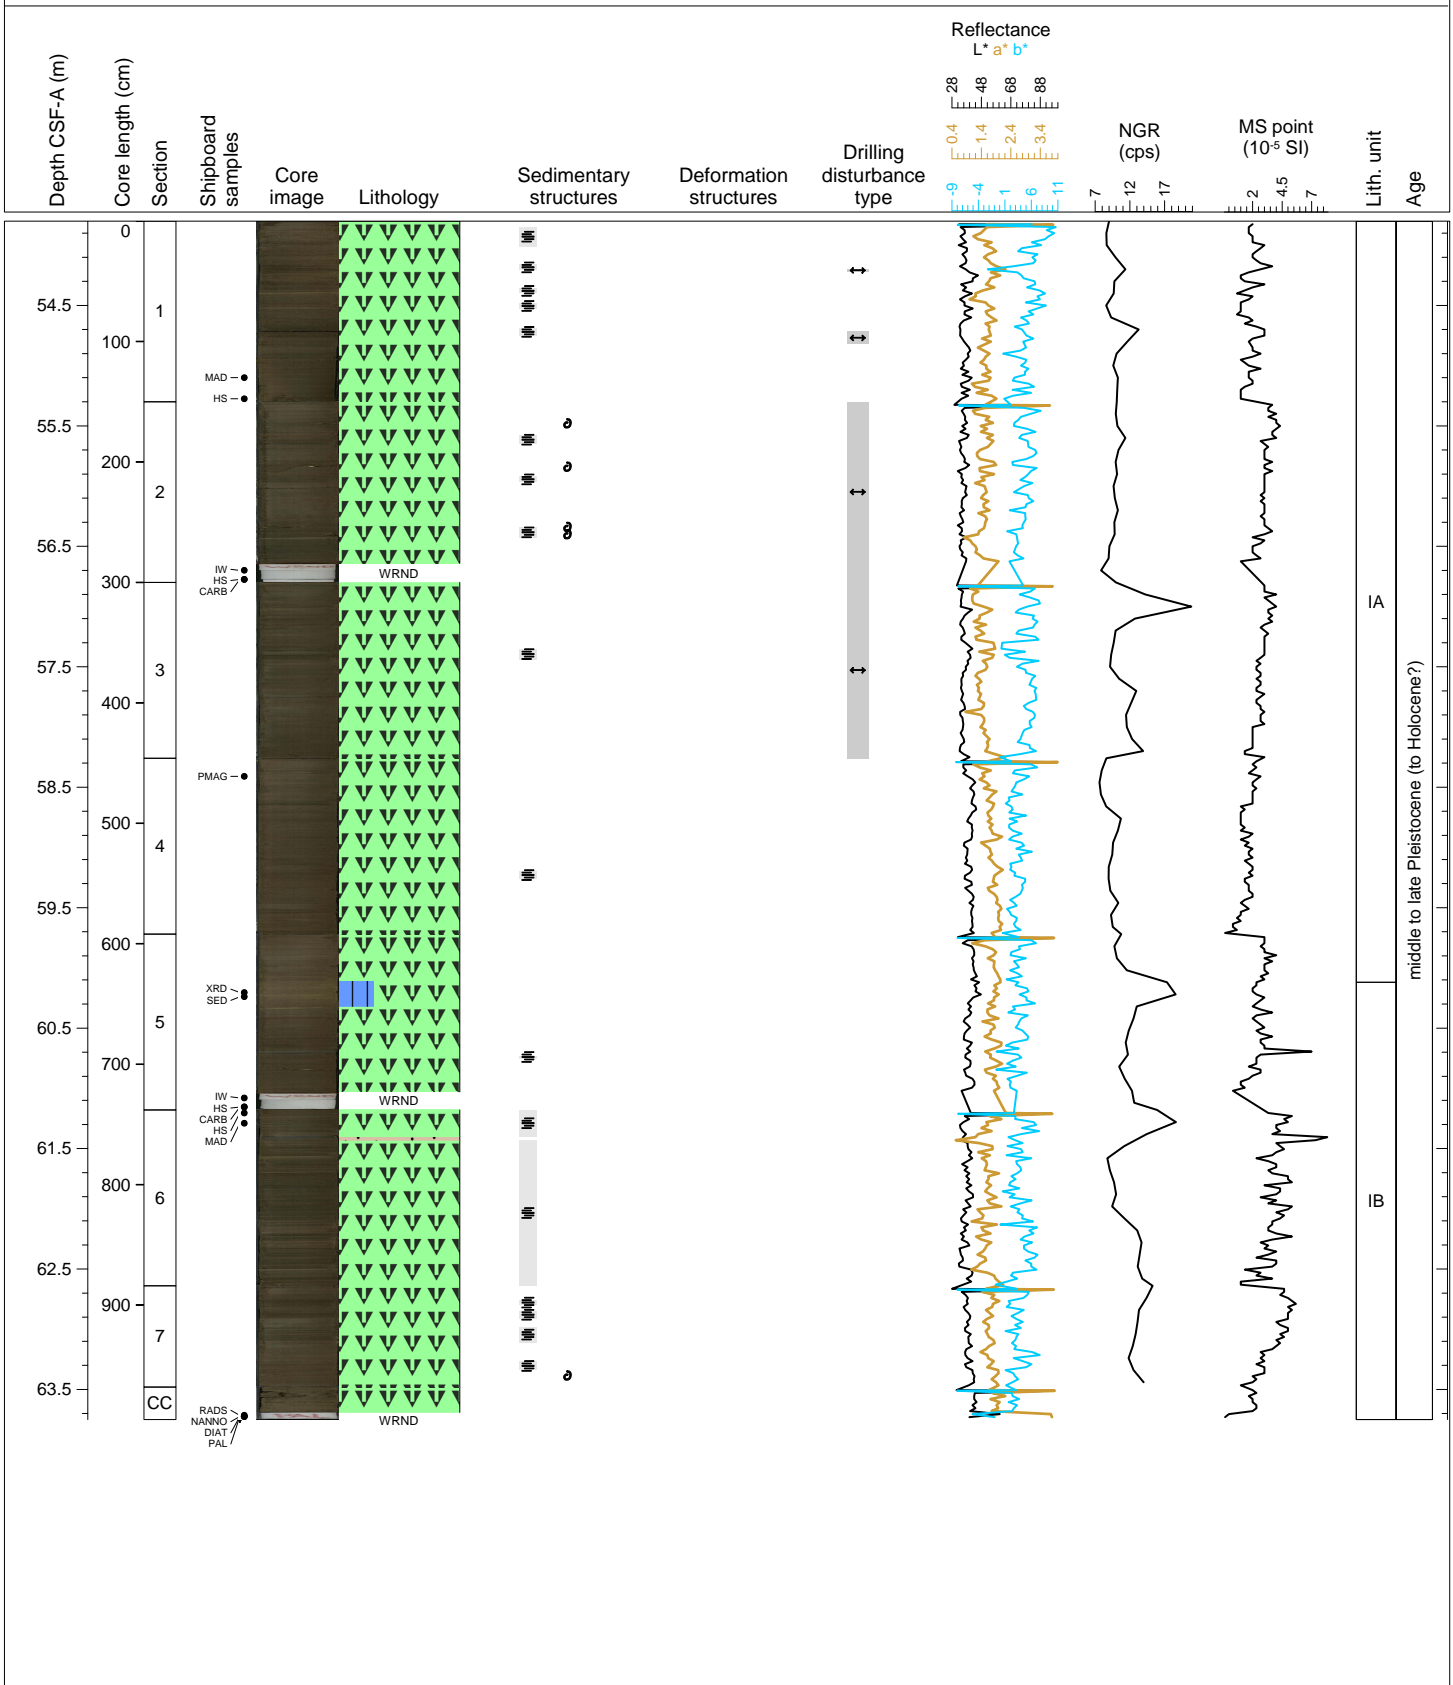 Reflectance
L* a* b*
28 48 68 88
0.4 1.4 2.4 3.4
-9 -4 1 6 11
Depth CSF-A (m)
Core length (cm)
Section
Shipboard
samples
Core
image
Lithology
Sedimentary
structures
Deformation
structures
Drilling
disturbance
type
NGR
(cps)
7 12 17
MS point
(10-5 SI)
2 4.5 7
Lith. unit
Age
0
54.5
1
100
MAD
HS
55.5
200
2
56.5
IW
HS
CARB
WRND
300
IA
57.5
3
400
PMAG
58.5
500
4
59.5
600
middle to late Pleistocene (to Holocene?)
XRD
SED
60.5
5
700
IW
HS
CARB
HS
MAD
WRND
61.5
800
6
IB
62.5
900
7
63.5
CC
RADS
NANNO
DIAT
PAL
WRND